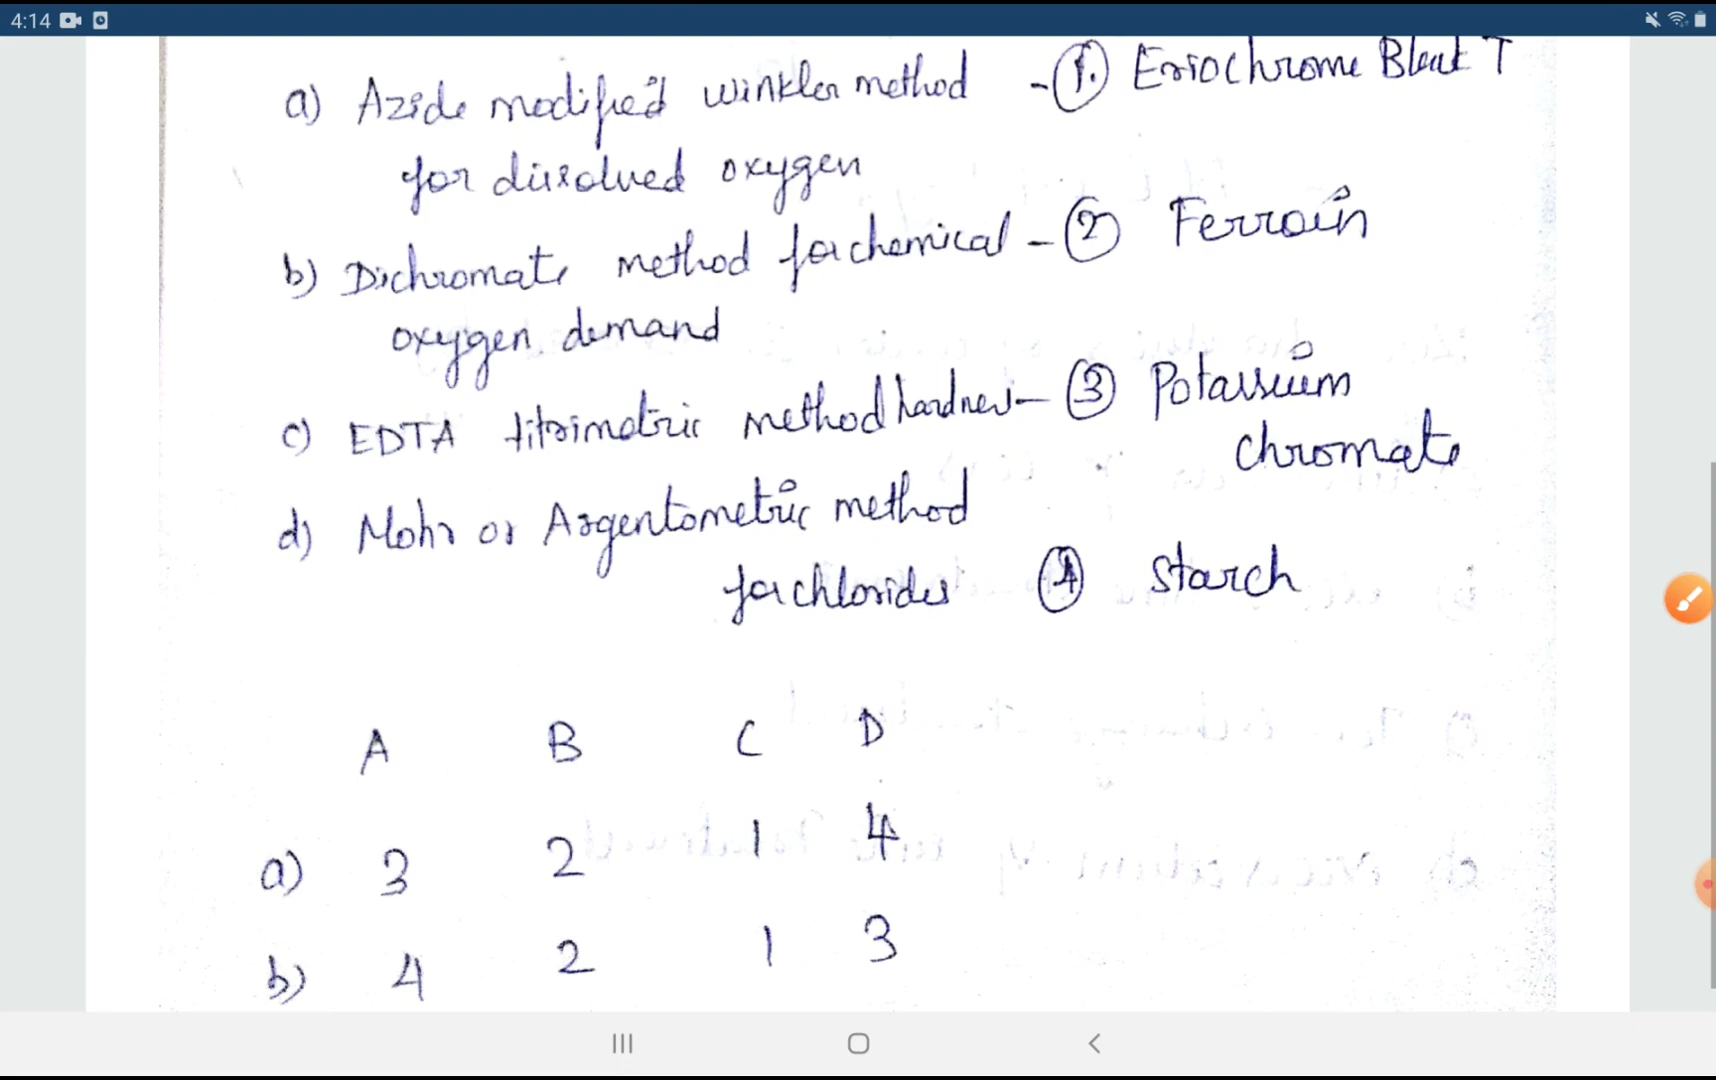 4:14
a) Azide modified winkler method - 1. Eriochrome Black T
for dissolved oxygen
b) Dichromate method for chemical - 2 Ferroin
oxygen demand
c) EDTA titrimetric method hardness - 3 Potassium
chromate
d) Mohr or Argentometric method
for chlorides 4 starch
A B C D
a) 3 2 1 4
b) 4 2 1 3